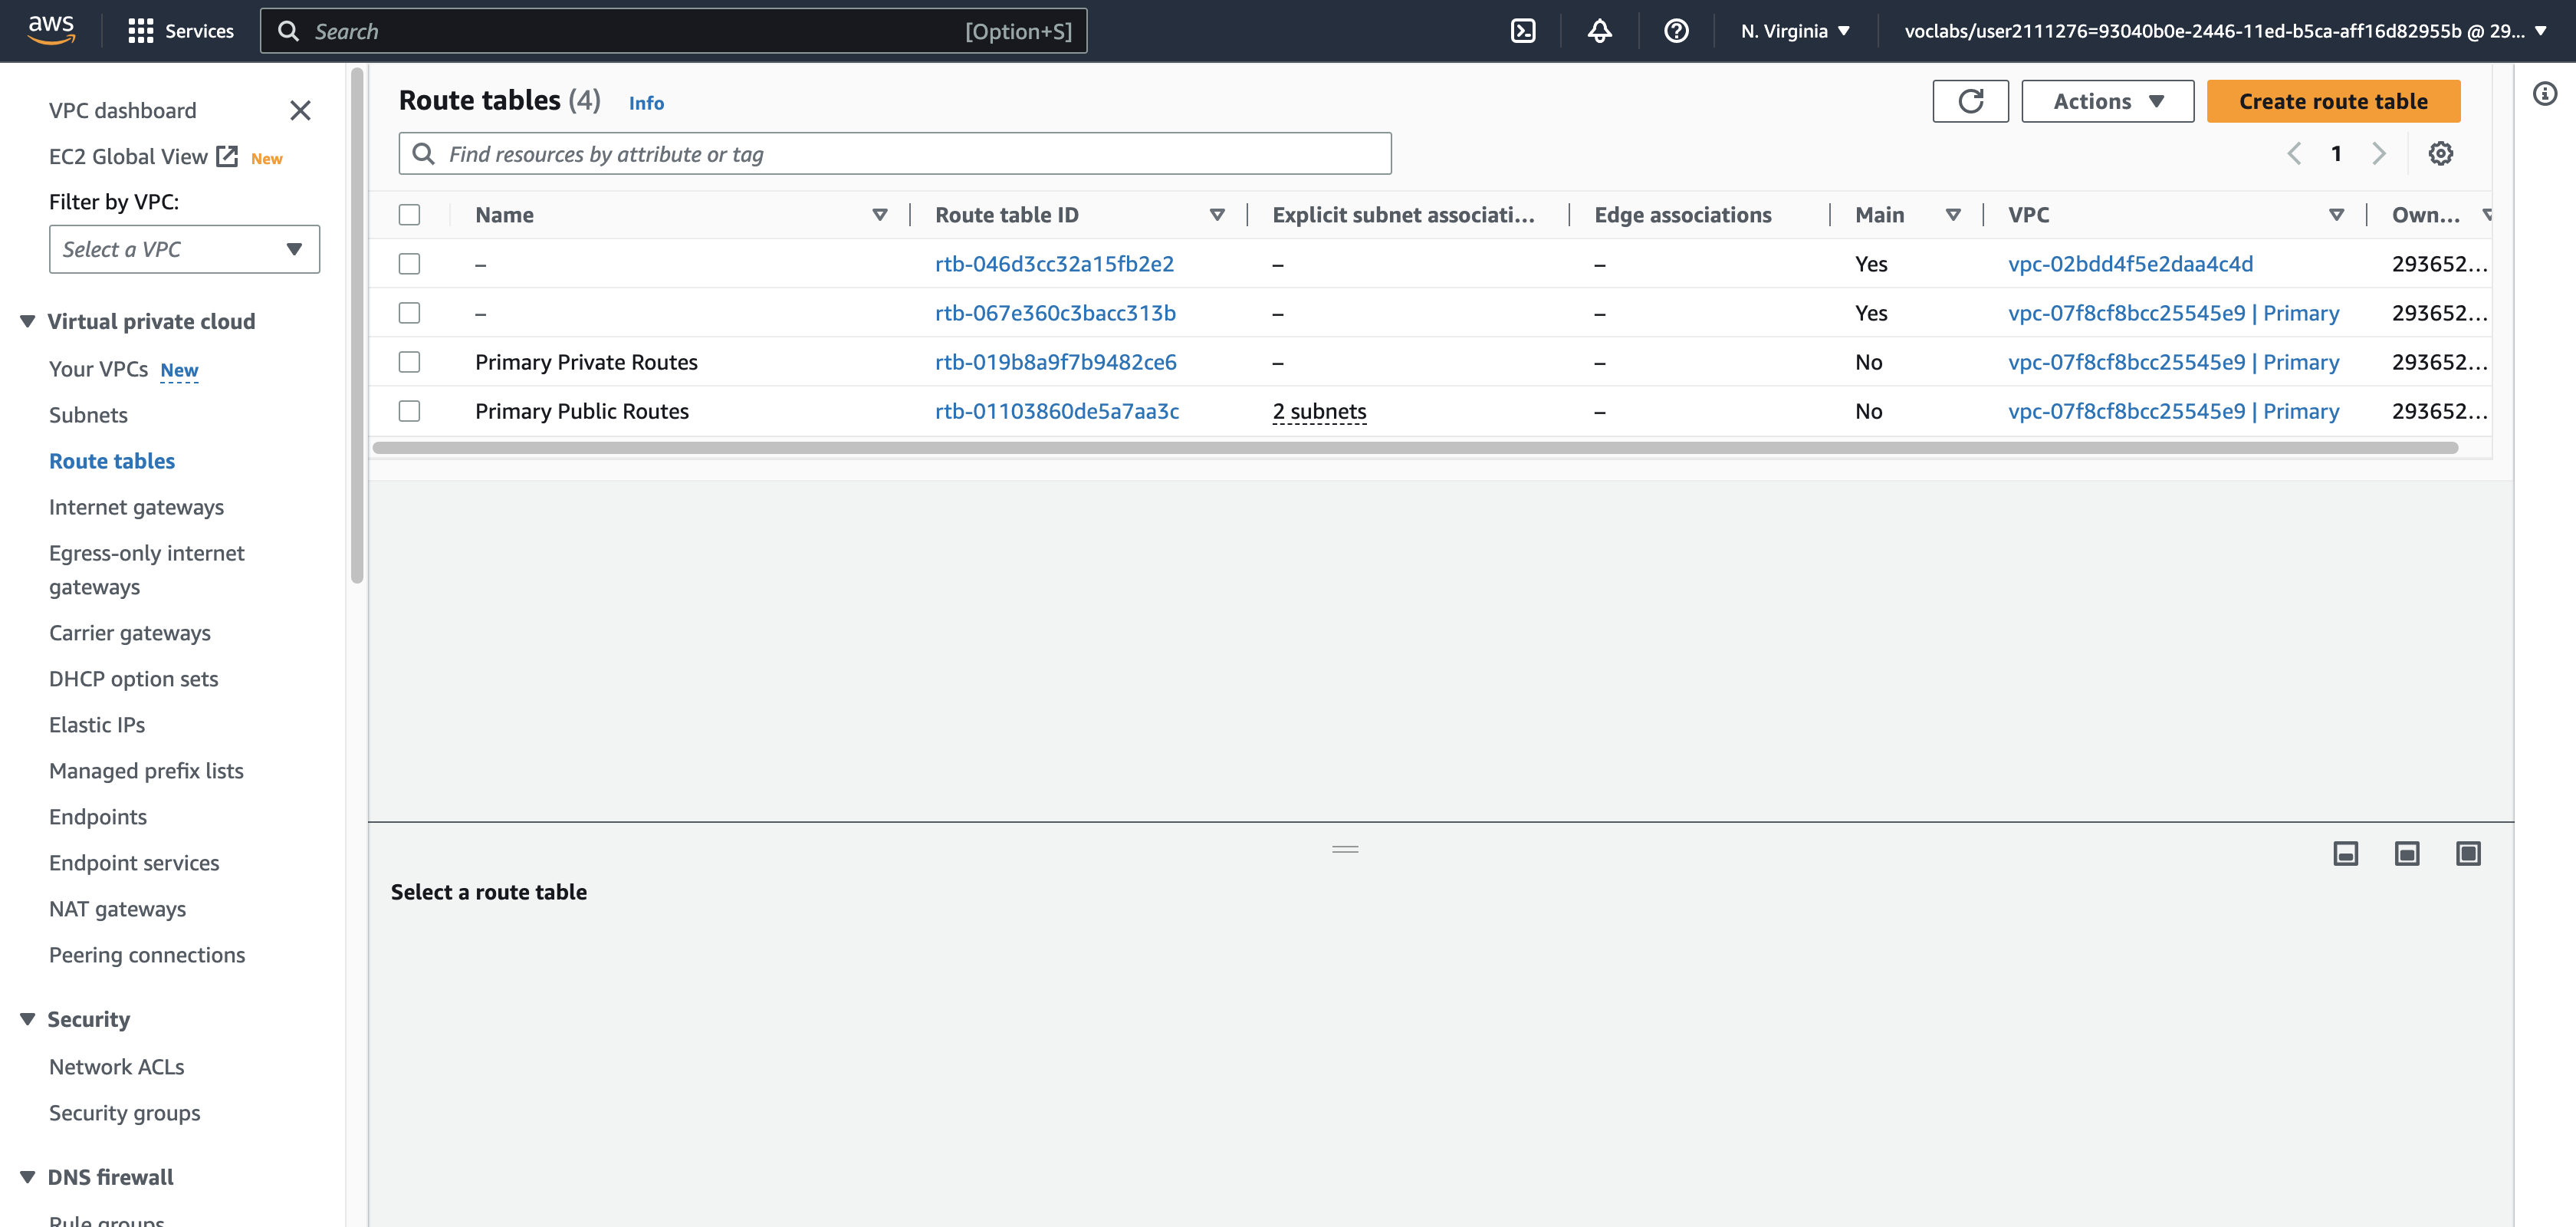 aws
Services
Search
[Option+S]
N. Virginia
voclabs/user2111276=93040b0e-2446-11ed-b5ca-aff16d82955b @ 29...
VPC dashboard
EC2 Global View New
Filter by VPC:
Select a VPC
Virtual private cloud
Your VPCs New
Subnets
Route tables
Internet gateways
Egress-only internet
gateways
Carrier gateways
DHCP option sets
Elastic IPs
Managed prefix lists
Endpoints
Endpoint services
NAT gateways
Peering connections
Security
Network ACLs
Security groups
DNS firewall
Rule groups
Route tables (4) Info
Actions
Create route table
Find resources by attribute or tag
1
Name Route table ID Explicit subnet associati... Edge associations Main VPC Own...
– rtb-046d3cc32a15fb2e2 – – Yes vpc-02bdd4f5e2daa4c4d 293652...
– rtb-067e360c3bacc313b – – Yes vpc-07f8cf8bcc25545e9 | Primary 293652...
Primary Private Routes rtb-019b8a9f7b9482ce6 – – No vpc-07f8cf8bcc25545e9 | Primary 293652...
Primary Public Routes rtb-01103860de5a7aa3c 2 subnets – No vpc-07f8cf8bcc25545e9 | Primary 293652...
Select a route table